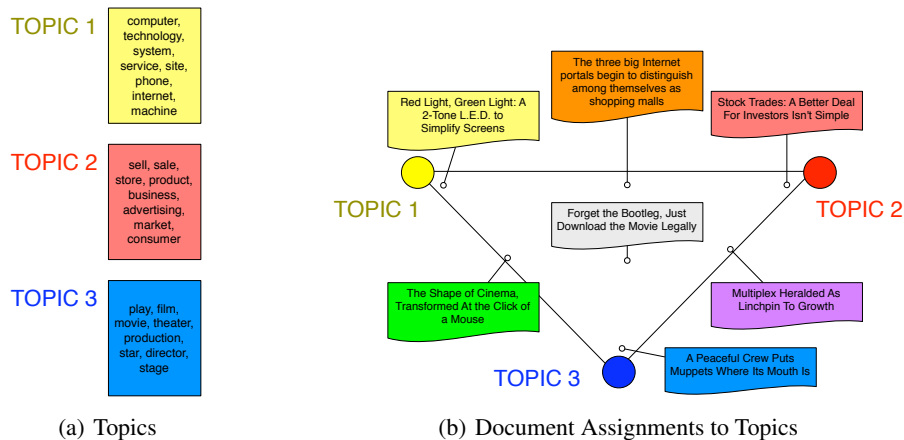 TOPIC 1
computer,
technology,
system,
service, site,
phone,
internet,
machine
TOPIC 2
sell, sale,
store, product,
business,
advertising,
market,
consumer
TOPIC 3
play, film,
movie, theater,
production,
star, director,
stage
(a) Topics
The three big Internet
portals begin to distinguish
among themselves as
shopping malls
Red Light, Green Light: A
2-Tone L.E.D. to
Simplify Screens
Stock Trades: A Better Deal
For Investors Isn't Simple
TOPIC 1
TOPIC 2
Forget the Bootleg, Just
Download the Movie Legally
The Shape of Cinema,
Transformed At the Click of
a Mouse
Multiplex Heralded As
Linchpin To Growth
TOPIC 3
A Peaceful Crew Puts
Muppets Where Its Mouth Is
(b) Document Assignments to Topics